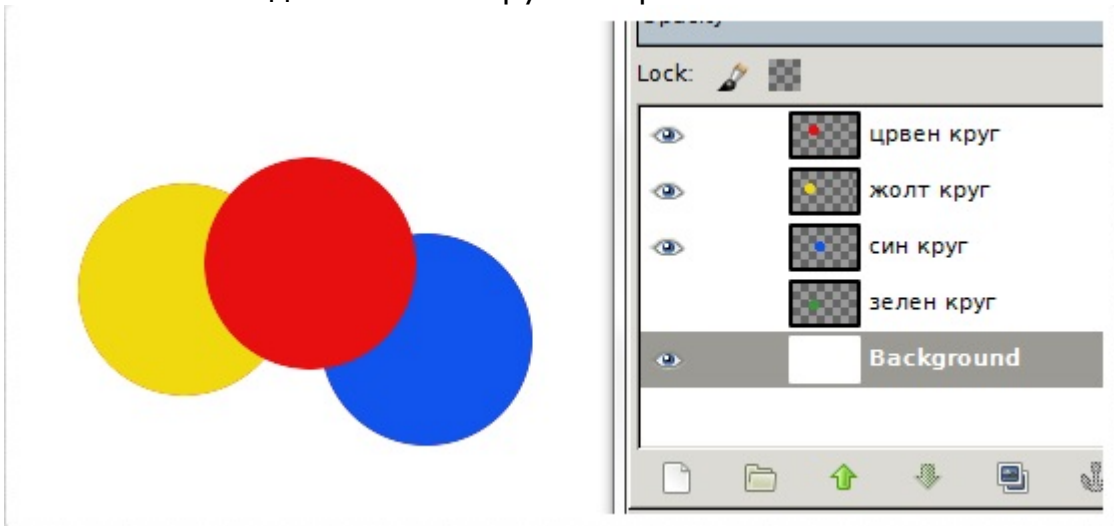 Lock:
црвен круг
жолт круг
син круг
зелен круг
Background